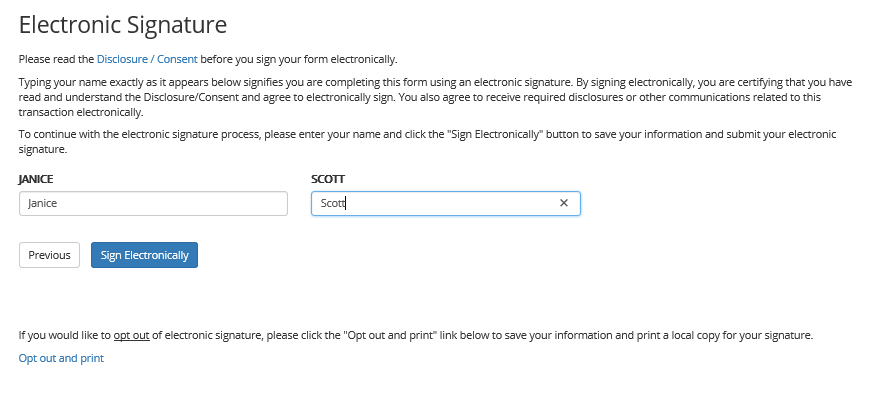 Electronic Signature
Please read the Disclosure / Consent before you sign your form electronically.
Typing your name exactly as it appears below signifies you are completing this form using an electronic signature. By signing electronically, you are certifying that you have
read and understand the Disclosure/Consent and agree to electronically sign. You also agree to receive required disclosures or other communications related to this
transaction electronically.
To continue with the electronic signature process, please enter your name and click the "Sign Electronically" button to save your information and submit your electronic
signature.
JANICE SCOTT
Janice Scott ×
Previous Sign Electronically
If you would like to opt out of electronic signature, please click the "Opt out and print" link below to save your information and print a local copy for your signature.
Opt out and print